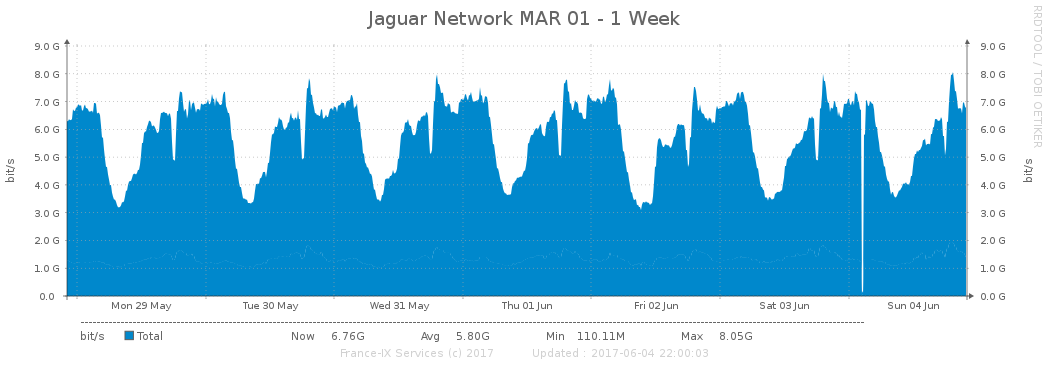 Jaguar Network MAR 01 - 1 Week
RRDTOOL / TOBI OETIKER
bit/s
9.0 G 9.0 G
8.0 G 8.0 G
7.0 G 7.0 G
6.0 G 6.0 G
5.0 G 5.0 G
4.0 G 4.0 G
3.0 G 3.0 G
2.0 G 2.0 G
1.0 G 1.0 G
0.0 0.0 G
bit/s
Mon 29 May Tue 30 May Wed 31 May Thu 01 Jun Fri 02 Jun Sat 03 Jun Sun 04 Jun
bit/s Total Now 6.76G Avg 5.80G Min 110.11M Max 8.05G
France-IX Services (c) 2017 Updated : 2017-06-04 22:00:03